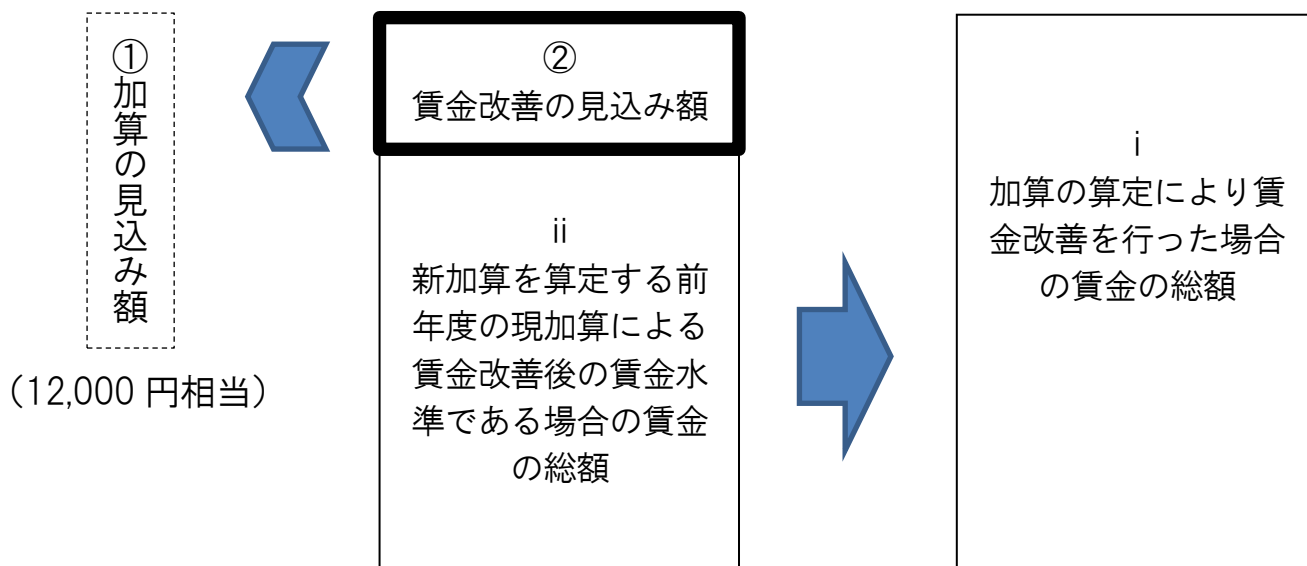 ①加算の見込み額
(12,000 円相当)
②
賃金改善の見込み額
ⅱ
新加算を算定する前
年度の現加算による
賃金改善後の賃金水
準である場合の賃金
の総額
ⅰ
加算の算定により賃
金改善を行った場合
の賃金の総額